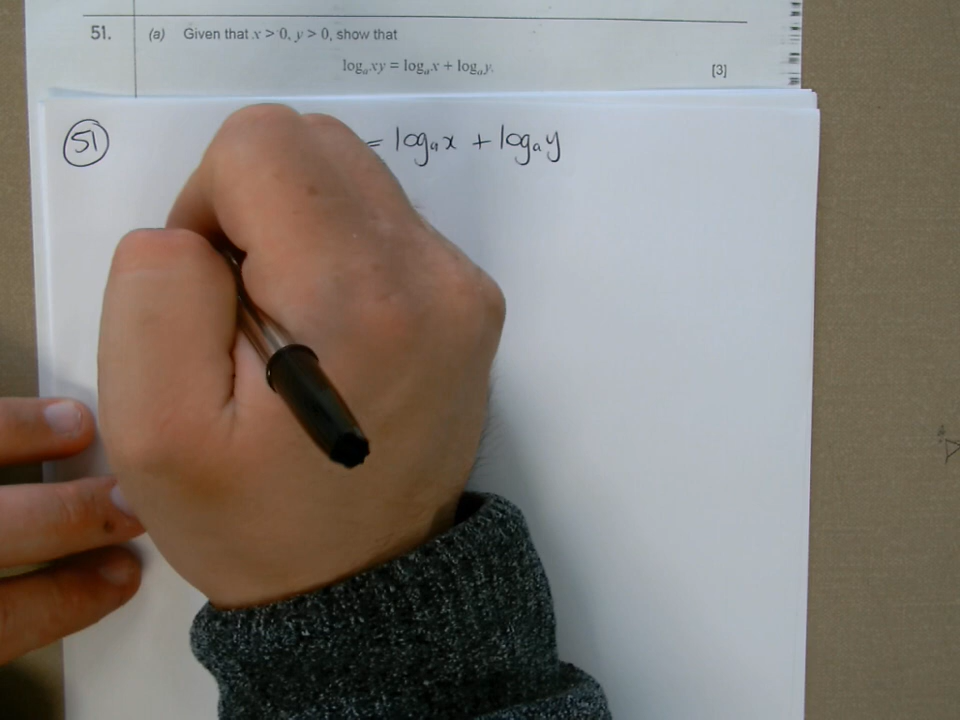 51. (a) Given that x > 0, y > 0, show that
logₐxy = logₐx + logₐy.
[3]
51 = logₐx + logₐy